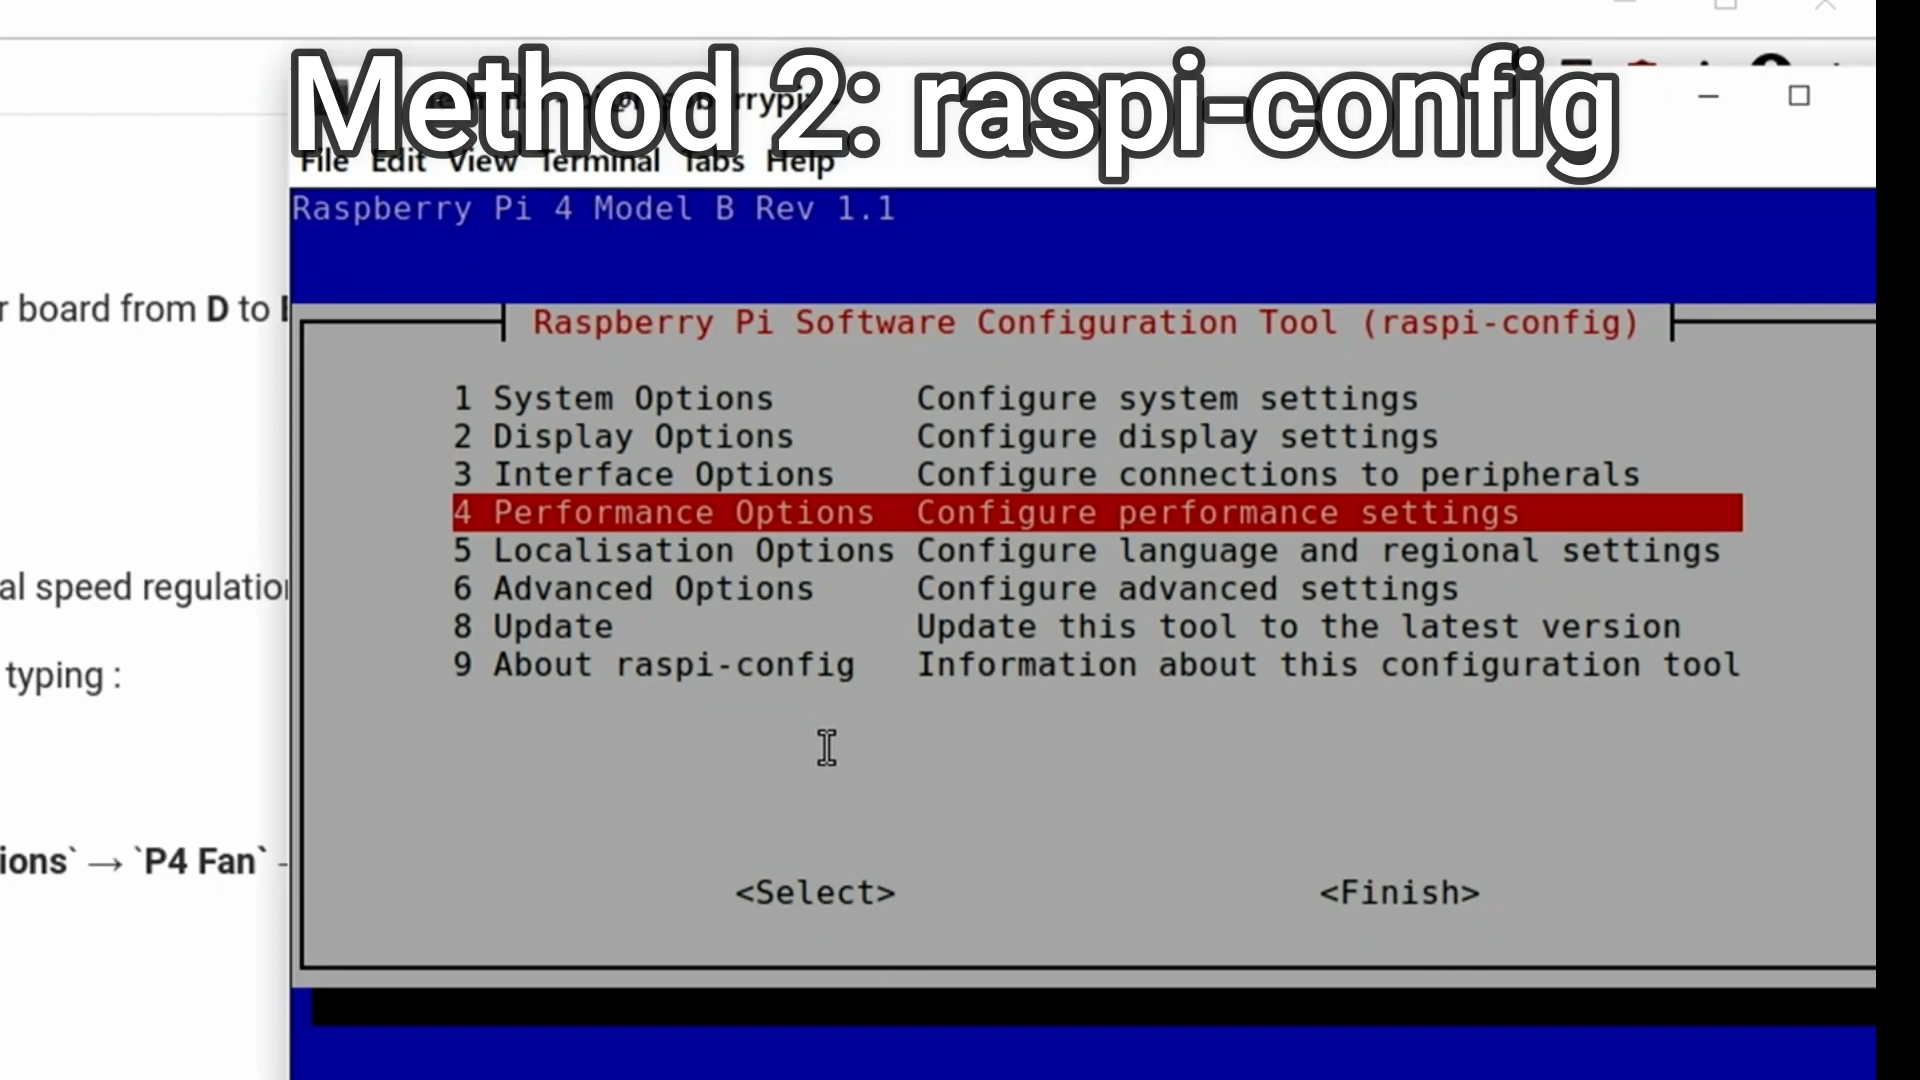 Method 2: raspi-config
File Edit View Terminal Tabs Help
Raspberry Pi 4 Model B Rev 1.1
r board from D to
Raspberry Pi Software Configuration Tool (raspi-config)
1 System Options Configure system settings
2 Display Options Configure display settings
3 Interface Options Configure connections to peripherals
4 Performance Options Configure performance settings
5 Localisation Options Configure language and regional settings
6 Advanced Options Configure advanced settings
8 Update Update this tool to the latest version
9 About raspi-config Information about this configuration tool
al speed regulation
typing :
ions` → `P4 Fan` -
<Select> <Finish>